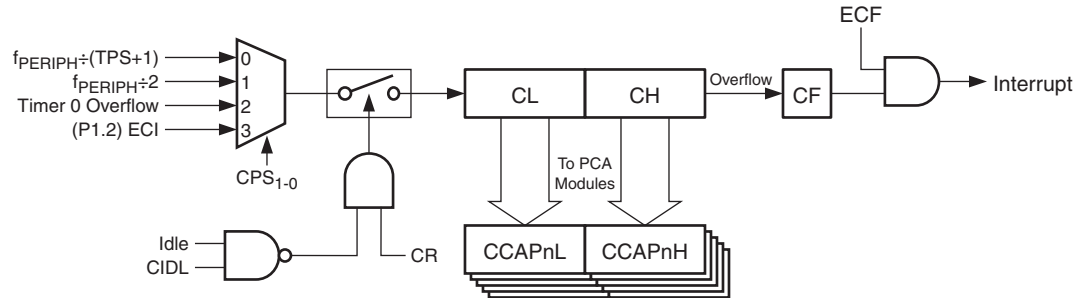 ECF
fPERIPH÷(TPS+1)
0
fPERIPH÷2
1
Timer 0 Overflow
2
(P1.2) ECI
3
CPS1-0
CL
CH
Overflow
CF
Interrupt
To PCA
Modules
Idle
CIDL
CR
CCAPnL
CCAPnH